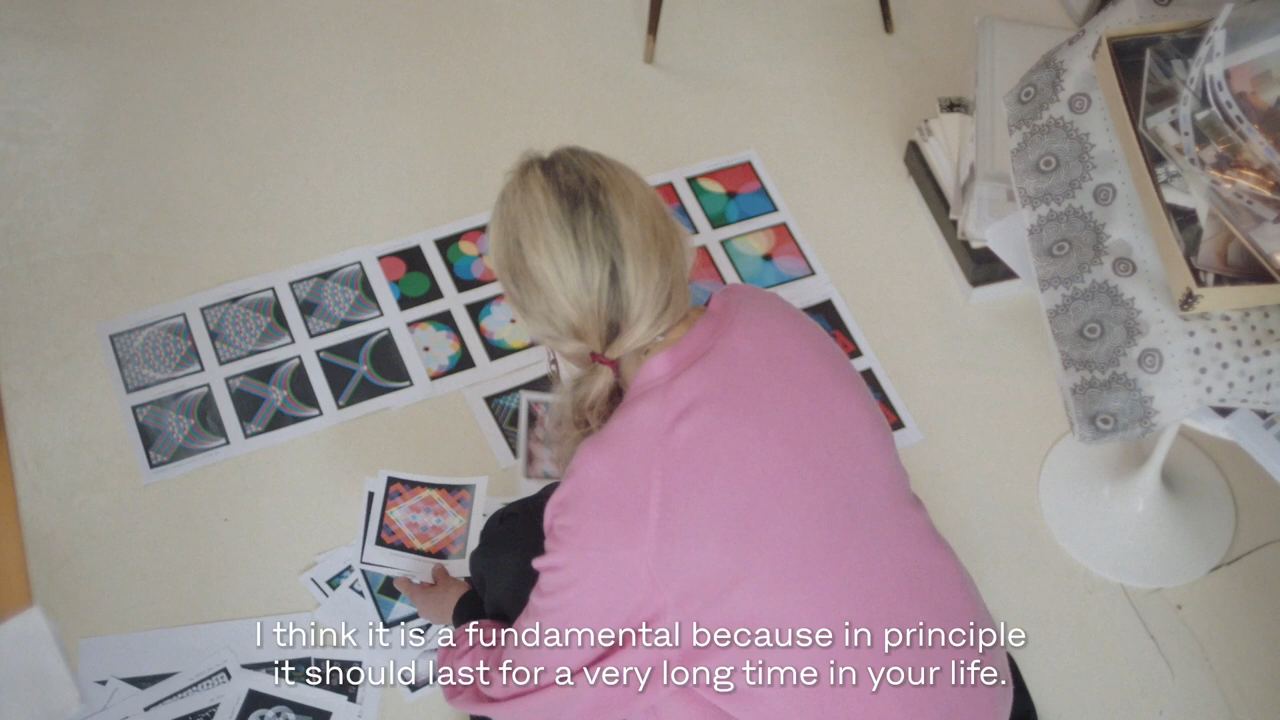 I think it is a fundamental because in principle
it should last for a very long time in your life.